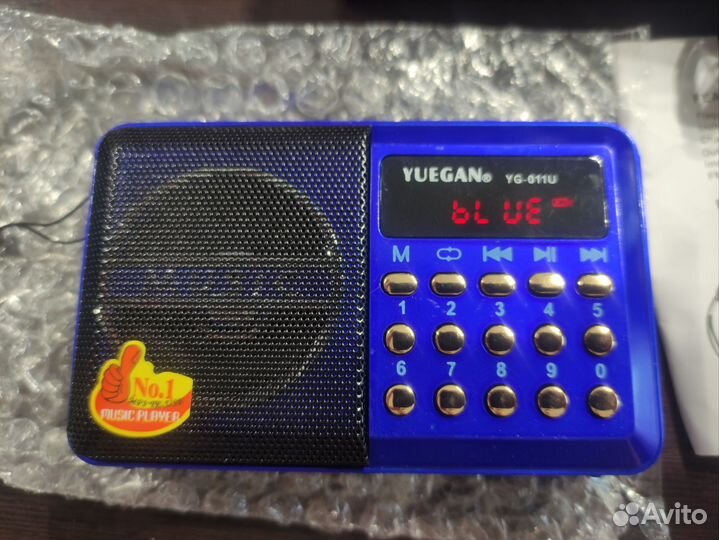 YUEGAN® YG-011U
bLUE
M
1 2 3 4 5
6 7 8 9 0
No.1
MUSIC PLAYER
Avito